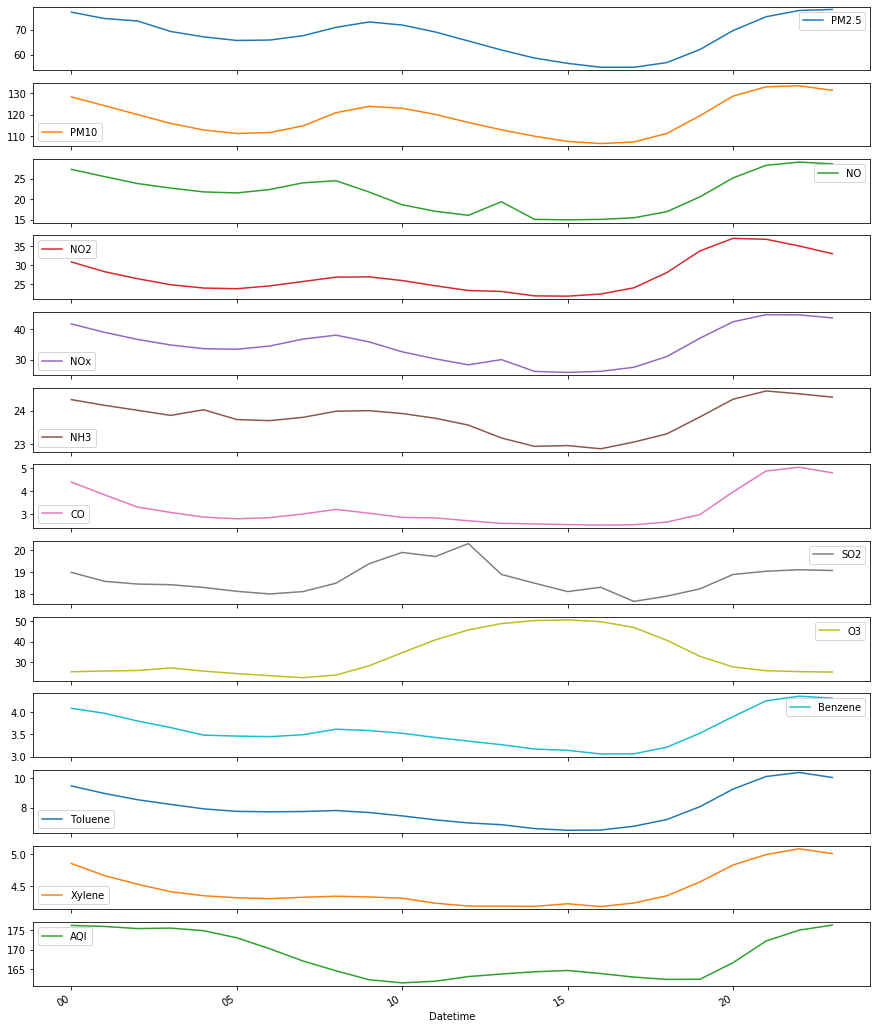 70
60
PM2.5
130
120
110
PM10
25
20
15
NO
35
30
25
NO2
40
30
NOx
24
23
NH3
5
4
3
CO
20
19
18
SO2
50
40
30
O3
4.0
3.5
3.0
Benzene
10
8
Toluene
5.0
4.5
Xylene
175
170
165
AQI
00 05 10 15 20
Datetime